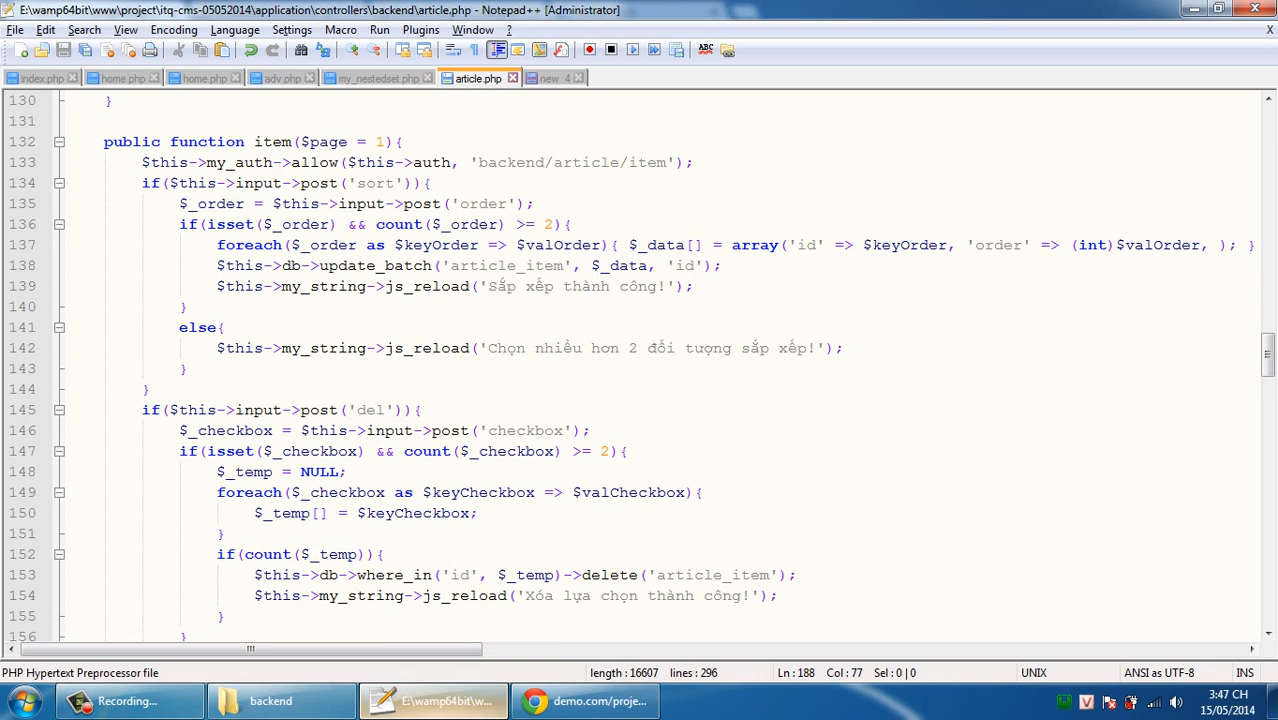 E:\wamp64bit\www\project\itq-cms-05052014\application\controllers\backend\article.php - Notepad++ [Administrator]
File Edit Search View Encoding Language Settings Macro Run Plugins Window ? X
index.php home.php home.php adv.php my_nestedset.php article.php new 4
130 }
131
132 public function item($page = 1){
133 $this->my_auth->allow($this->auth, 'backend/article/item');
134 if($this->input->post('sort')){
135 $_order = $this->input->post('order');
136 if(isset($_order) && count($_order) >= 2){
137 foreach($_order as $keyOrder => $valOrder){ $_data[] = array('id' => $keyOrder, 'order' => (int)$valOrder, ); }
138 $this->db->update_batch('article_item', $_data, 'id');
139 $this->my_string->js_reload('Sắp xếp thành công!');
140 }
141 else{
142 $this->my_string->js_reload('Chọn nhiều hơn 2 đối tượng sắp xếp!');
143 }
144 }
145 if($this->input->post('del')){
146 $_checkbox = $this->input->post('checkbox');
147 if(isset($_checkbox) && count($_checkbox) >= 2){
148 $_temp = NULL;
149 foreach($_checkbox as $keyCheckbox => $valCheckbox){
150 $_temp[] = $keyCheckbox;
151 }
152 if(count($_temp)){
153 $this->db->where_in('id', $_temp)->delete('article_item');
154 $this->my_string->js_reload('Xóa lựa chọn thành công!');
155 }
156 }
PHP Hypertext Preprocessor file length : 16607 lines : 296 Ln : 188 Col : 77 Sel : 0 | 0 UNIX ANSI as UTF-8 INS
Recording... backend E:\wamp64bit\w... demo.com/proje... 3:47 CH
15/05/2014